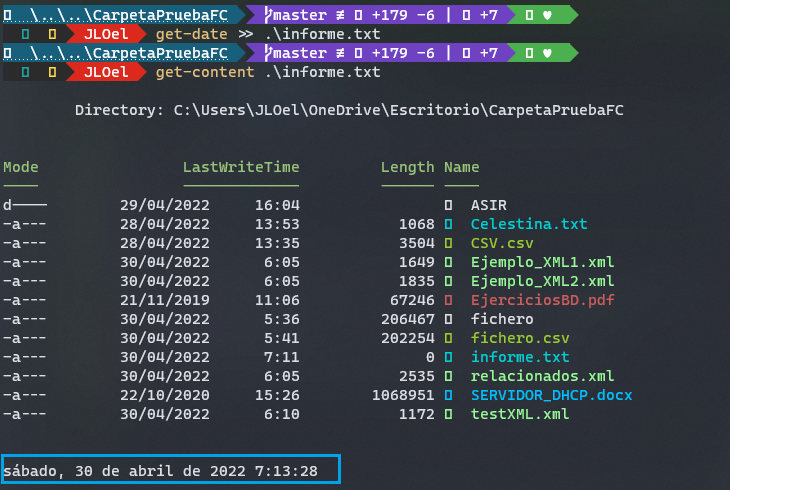 \..\..\CarpetaPruebaFC master ≢ +179 -6 | +7 ♥
JLOel get-date >> .\informe.txt
\..\..\CarpetaPruebaFC master ≢ +179 -6 | +7 ♥
JLOel get-content .\informe.txt
Directory: C:\Users\JLOel\OneDrive\Escritorio\CarpetaPruebaFC
Mode LastWriteTime Length Name
---- ------------- ------ ----
d---- 29/04/2022 16:04 ASIR
-a--- 28/04/2022 13:53 1068 Celestina.txt
-a--- 28/04/2022 13:35 3504 CSV.csv
-a--- 30/04/2022 6:05 1649 Ejemplo_XML1.xml
-a--- 30/04/2022 6:05 1835 Ejemplo_XML2.xml
-a--- 21/11/2019 11:06 67246 EjerciciosBD.pdf
-a--- 30/04/2022 5:36 206467 fichero
-a--- 30/04/2022 5:41 202254 fichero.csv
-a--- 30/04/2022 7:11 0 informe.txt
-a--- 30/04/2022 6:05 2535 relacionados.xml
-a--- 22/10/2020 15:26 1068951 SERVIDOR_DHCP.docx
-a--- 30/04/2022 6:10 1172 testXML.xml
sábado, 30 de abril de 2022 7:13:28